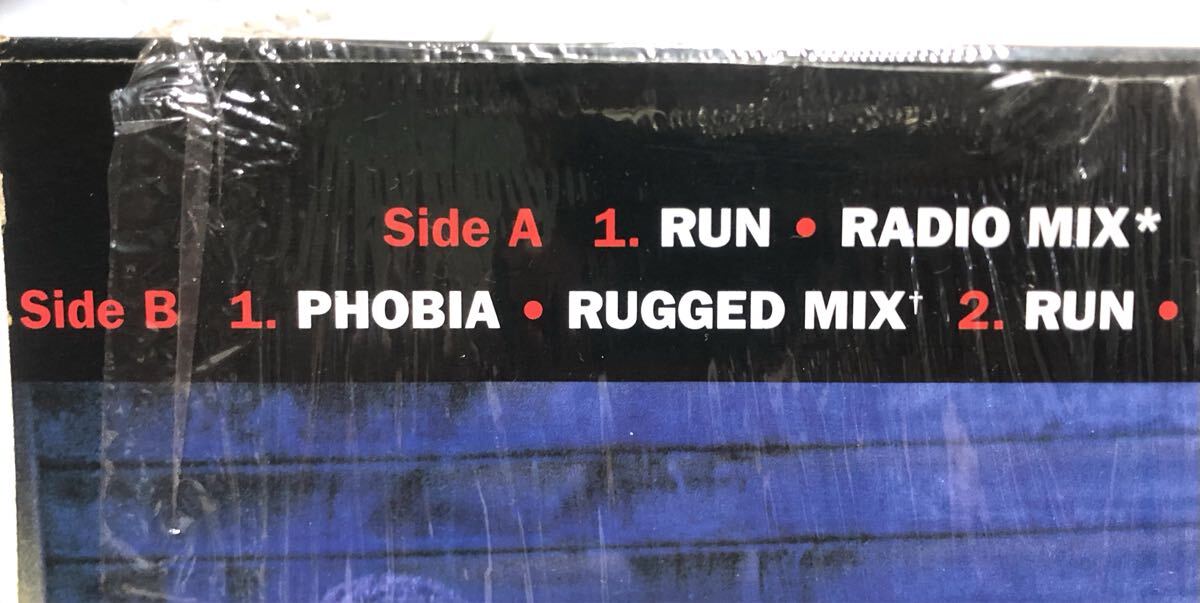 Side A 1. RUN • RADIO MIX*
Side B 1. PHOBIA • RUGGED MIX† 2. RUN •